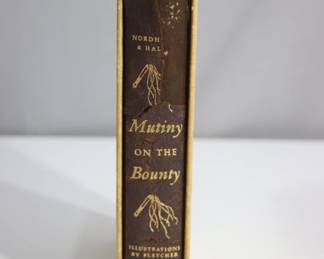 NORDH
& HAL
Mutiny
ON THE
Bounty
ILLUSTRATIONS
BY FLETCHER